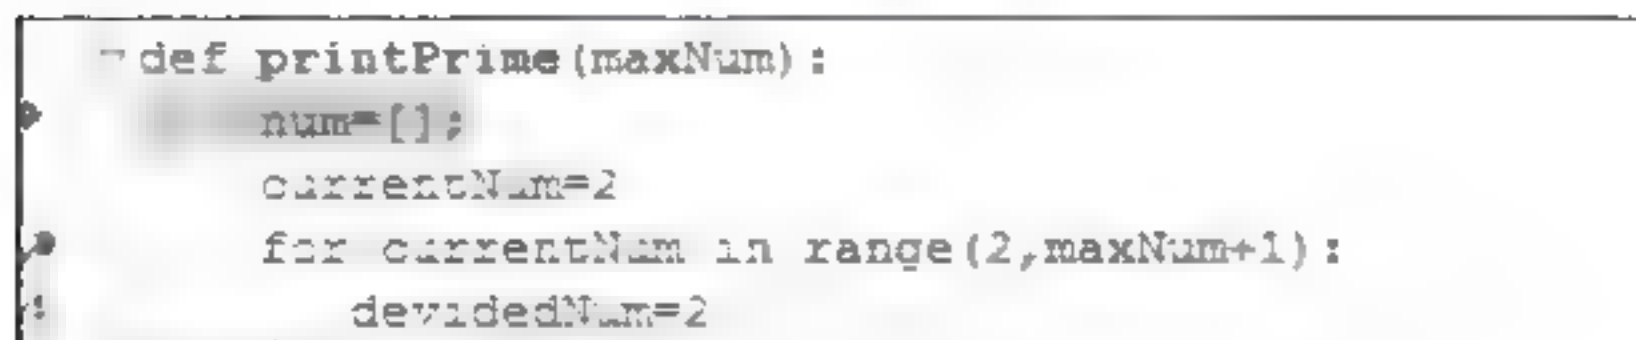 def printPrime(maxNum):
num=[];
currentNum=2
for currentNum in range(2,maxNum+1):
devidedNum=2